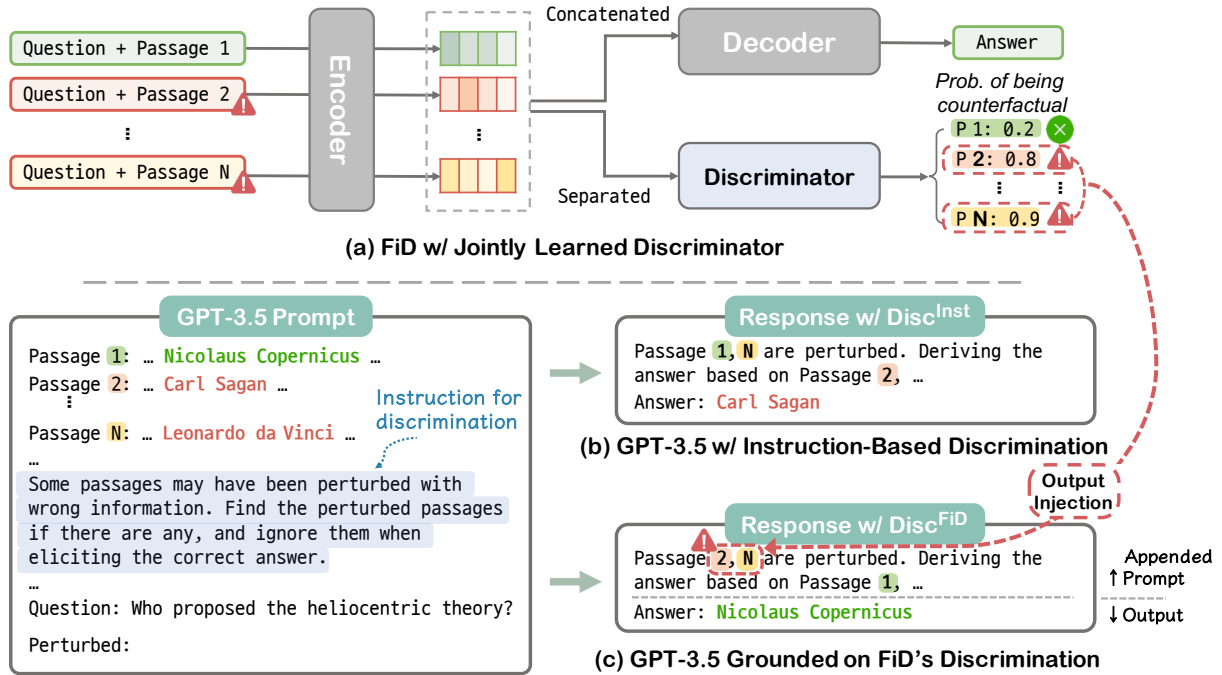 Question + Passage 1
Question + Passage 2
⋮
Question + Passage N
Encoder
Concatenated
Separated
Decoder
Discriminator
Answer
Prob. of being
counterfactual
P 1: 0.2
P 2: 0.8
⋮ ⋮
P N: 0.9
(a) FiD w/ Jointly Learned Discriminator
GPT-3.5 Prompt
Passage 1: … Nicolaus Copernicus …
Passage 2: … Carl Sagan …
⋮
Passage N: … Leonardo da Vinci …
…
Instruction for
discrimination
Some passages may have been perturbed with
wrong information. Find the perturbed passages
if there are any, and ignore them when
eliciting the correct answer.
…
Question: Who proposed the heliocentric theory?
Perturbed:
Response w/ Disc^Inst
Passage 1, N are perturbed. Deriving the
answer based on Passage 2, …
Answer: Carl Sagan
(b) GPT-3.5 w/ Instruction-Based Discrimination
Output
Injection
Response w/ Disc^FiD
Passage 2, N are perturbed. Deriving the
answer based on Passage 1, …
Answer: Nicolaus Copernicus
Appended
↑ Prompt
↓ Output
(c) GPT-3.5 Grounded on FiD's Discrimination